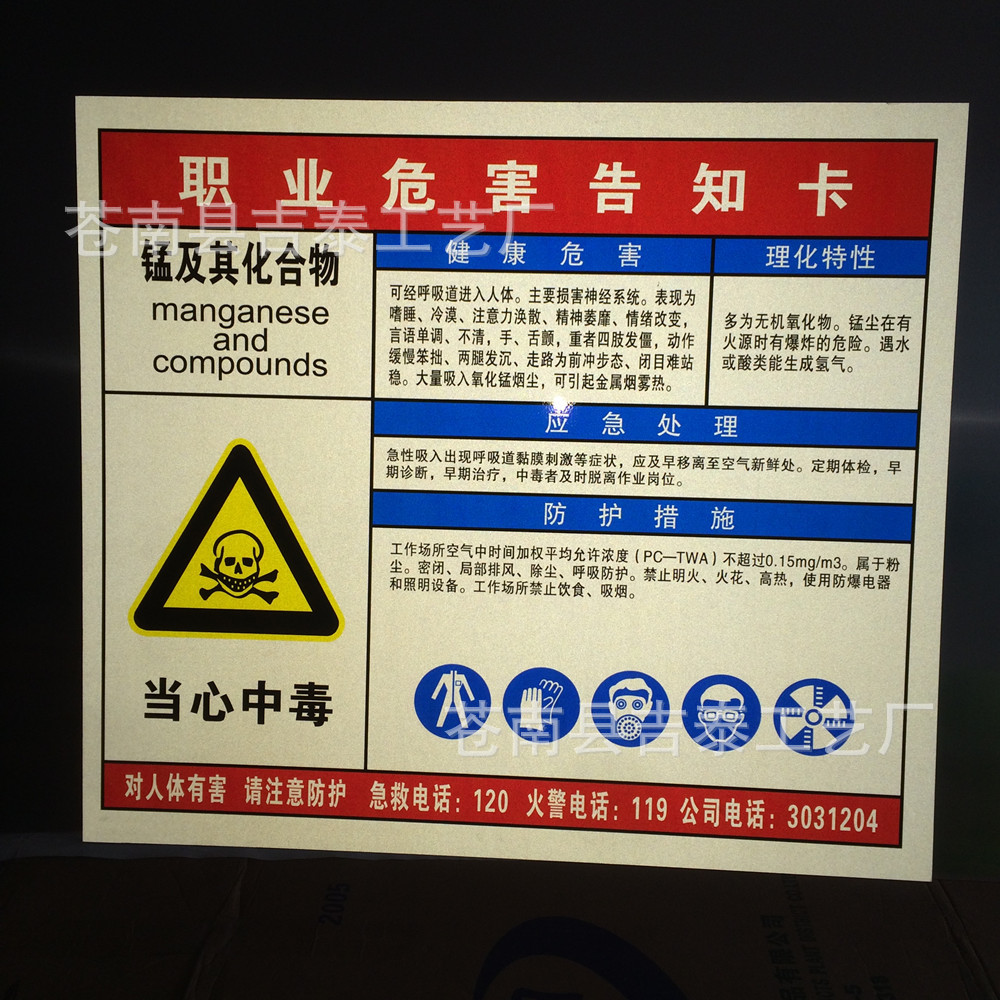 职业危害告知卡
苍南县吉泰工艺厂
锰及其化合物
manganese
and
compounds
健康危害
可经呼吸道进入人体。主要损害神经系统。表现为
嗜睡、冷漠、注意力涣散、精神萎靡、情绪改变，
言语单调、不清，手、舌颤，重者四肢发僵，动作
缓慢笨拙、两腿发沉、走路为前冲步态、闭目难站
稳。大量吸入氧化锰烟尘，可引起金属烟雾热。
理化特性
多为无机氧化物。锰尘在有
火源时有爆炸的危险。遇水
或酸类能生成氢气。
应急处理
急性吸入出现呼吸道黏膜刺激等症状，应及早移离至空气新鲜处。定期体检，早
期诊断，早期治疗，中毒者及时脱离作业岗位。
防护措施
工作场所空气中时间加权平均允许浓度（PC—TWA）不超过0.15mg/m3。属于粉
尘。密闭、局部排风、除尘、呼吸防护。禁止明火、火花、高热，使用防爆电器
和照明设备。工作场所禁止饮食、吸烟。
当心中毒
苍南县吉泰工艺厂
对人体有害 请注意防护 急救电话：120 火警电话：119 公司电话：3031204
2005